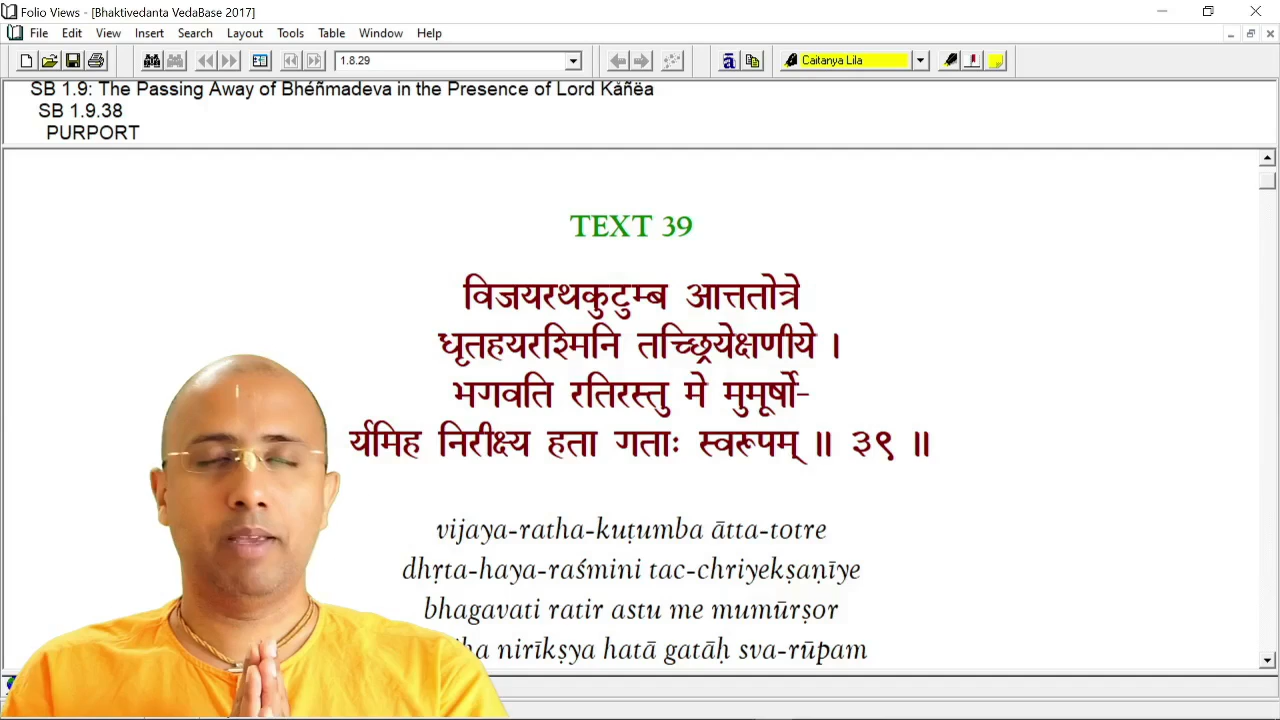 Folio Views - [Bhaktivedanta VedaBase 2017]
File Edit View Insert Search Layout Tools Table Window Help
1.8.29
Caitanya Lila
SB 1.9: The Passing Away of Bhéñmadeva in the Presence of Lord Kåñëa
SB 1.9.38
PURPORT
TEXT 39
विजयरथकुटुम्ब आत्ततोत्रे
धृतहयरश्मिनि तच्छ्रियेक्षणीये ।
भगवति रतिरस्तु मे मुमूर्षो-
र्यमिह निरीक्ष्य हता गताः स्वरूपम् ॥ ३९ ॥
vijaya-ratha-kuṭumba ātta-totre
dhṛta-haya-raśmini tac-chriyekṣaṇīye
bhagavati ratir astu me mumūrṣor
nirīkṣya hatā gatāḥ sva-rūpam